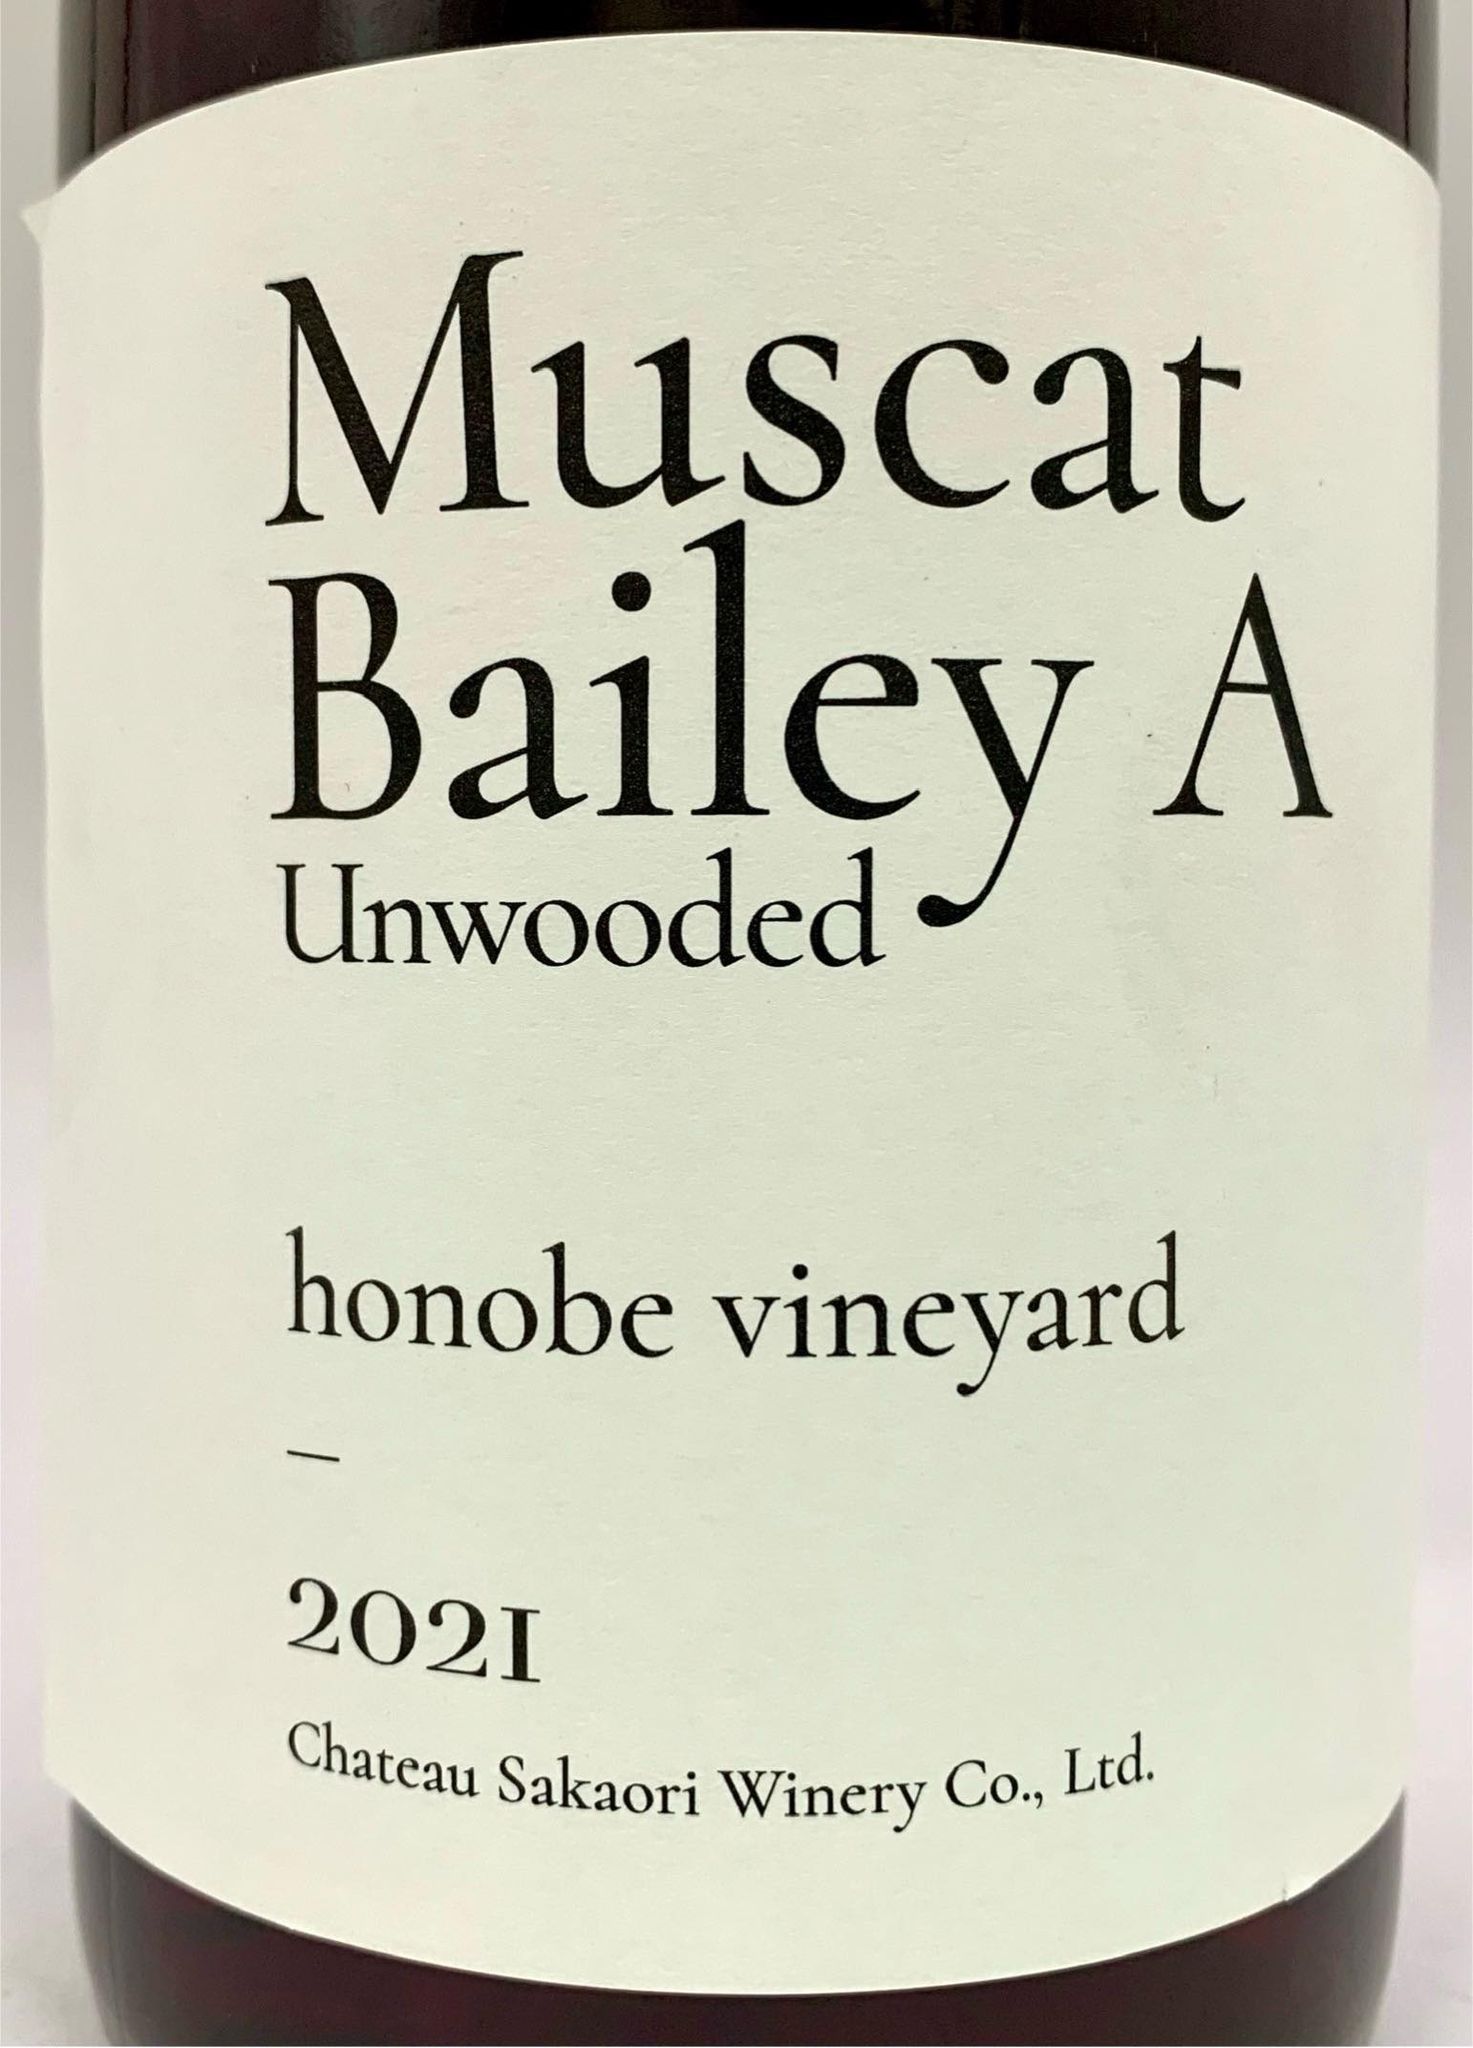 Muscat
Bailey A
Unwooded
honobe vineyard
–
2021
Chateau Sakaori Winery Co., Ltd.